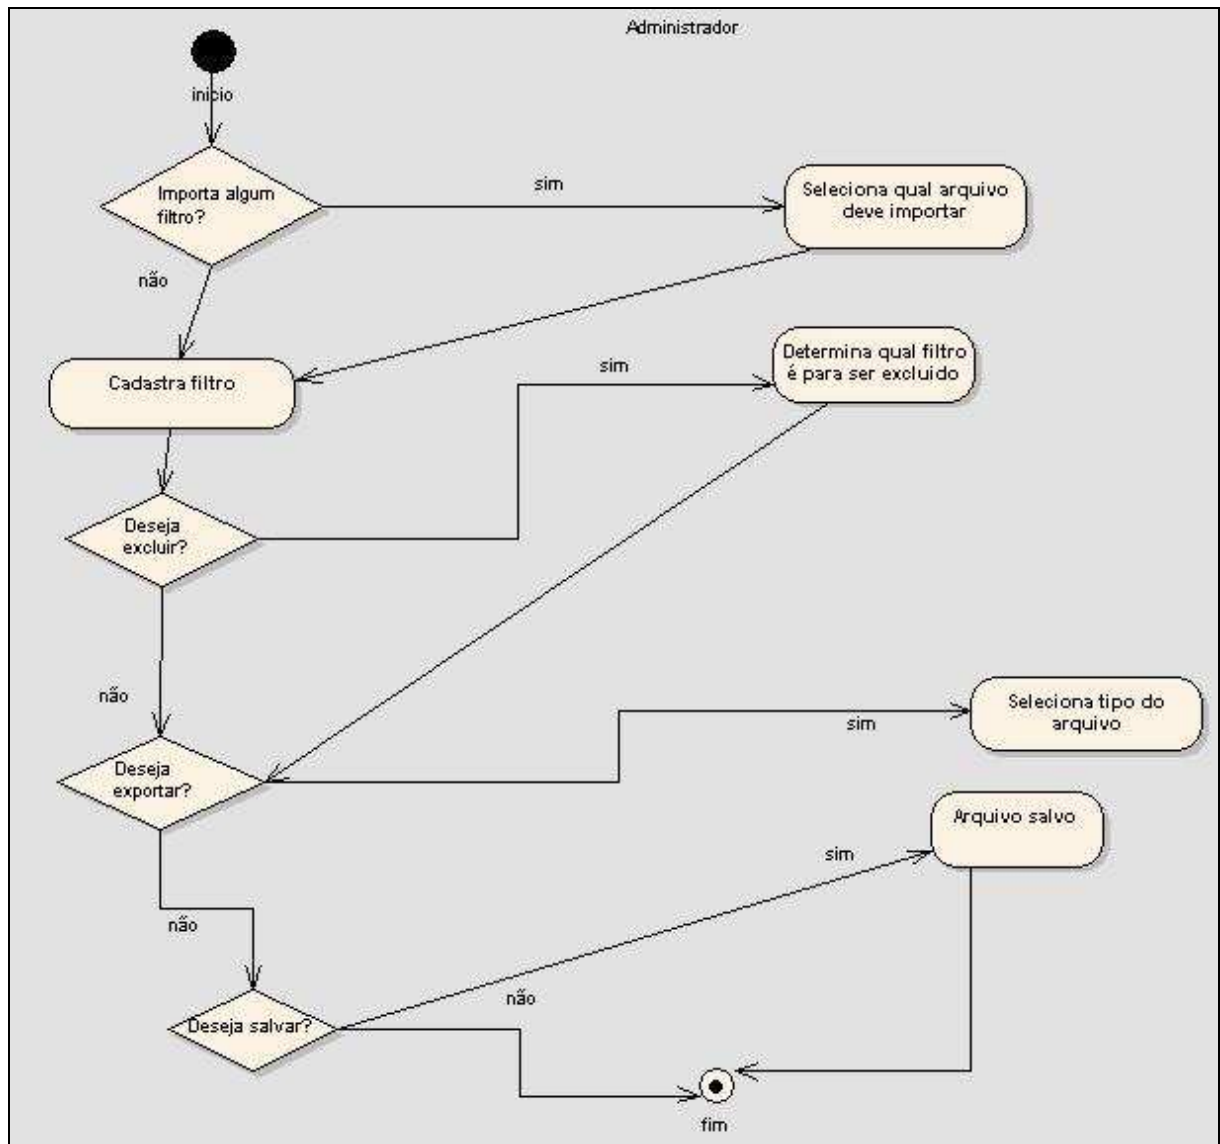 Administrador
inicio
Importa algum
filtro?
sim
Seleciona qual arquivo
deve importar
não
Cadastra filtro
sim
Determina qual filtro
é para ser excluido
Deseja
excluir?
não
Seleciona tipo do
arquivo
sim
Deseja
exportar?
Arquivo salvo
sim
não
não
Deseja salvar?
fim